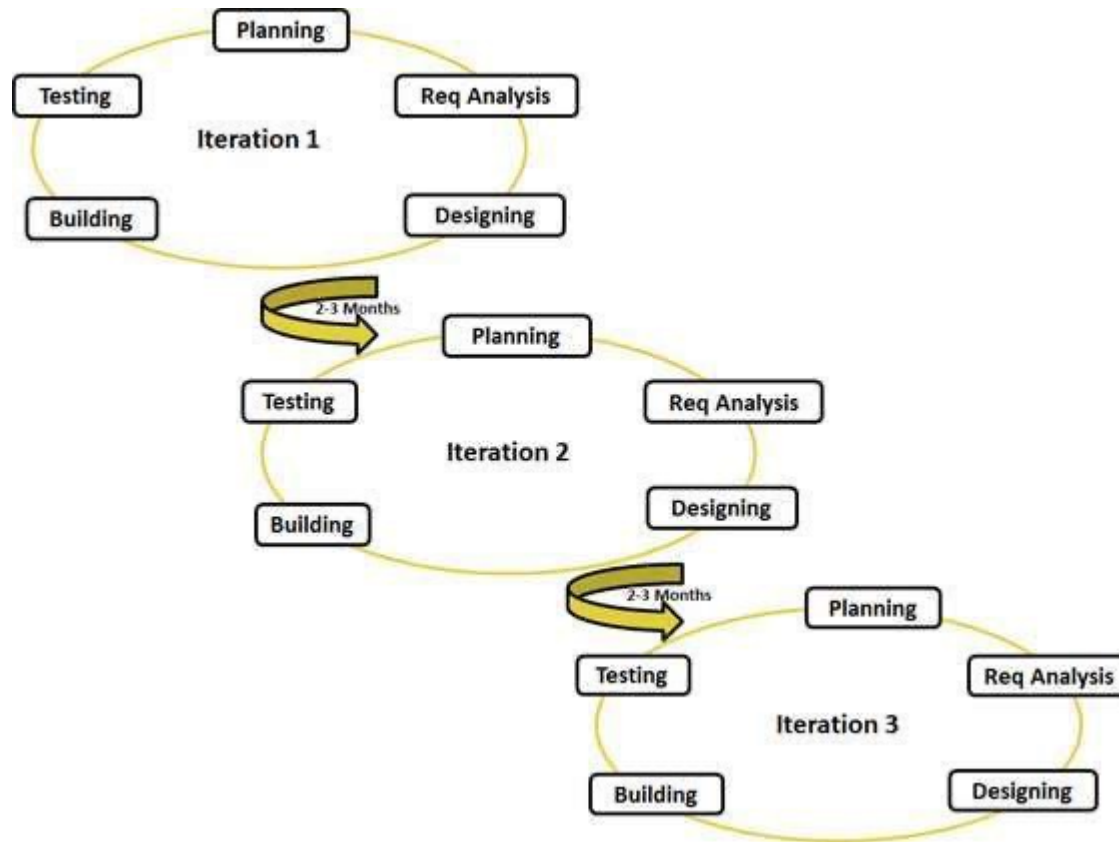 Planning
Testing
Req Analysis
Iteration 1
Building
Designing
2-3 Months
Planning
Testing
Req Analysis
Iteration 2
Building
Designing
2-3 Months
Planning
Testing
Req Analysis
Iteration 3
Building
Designing